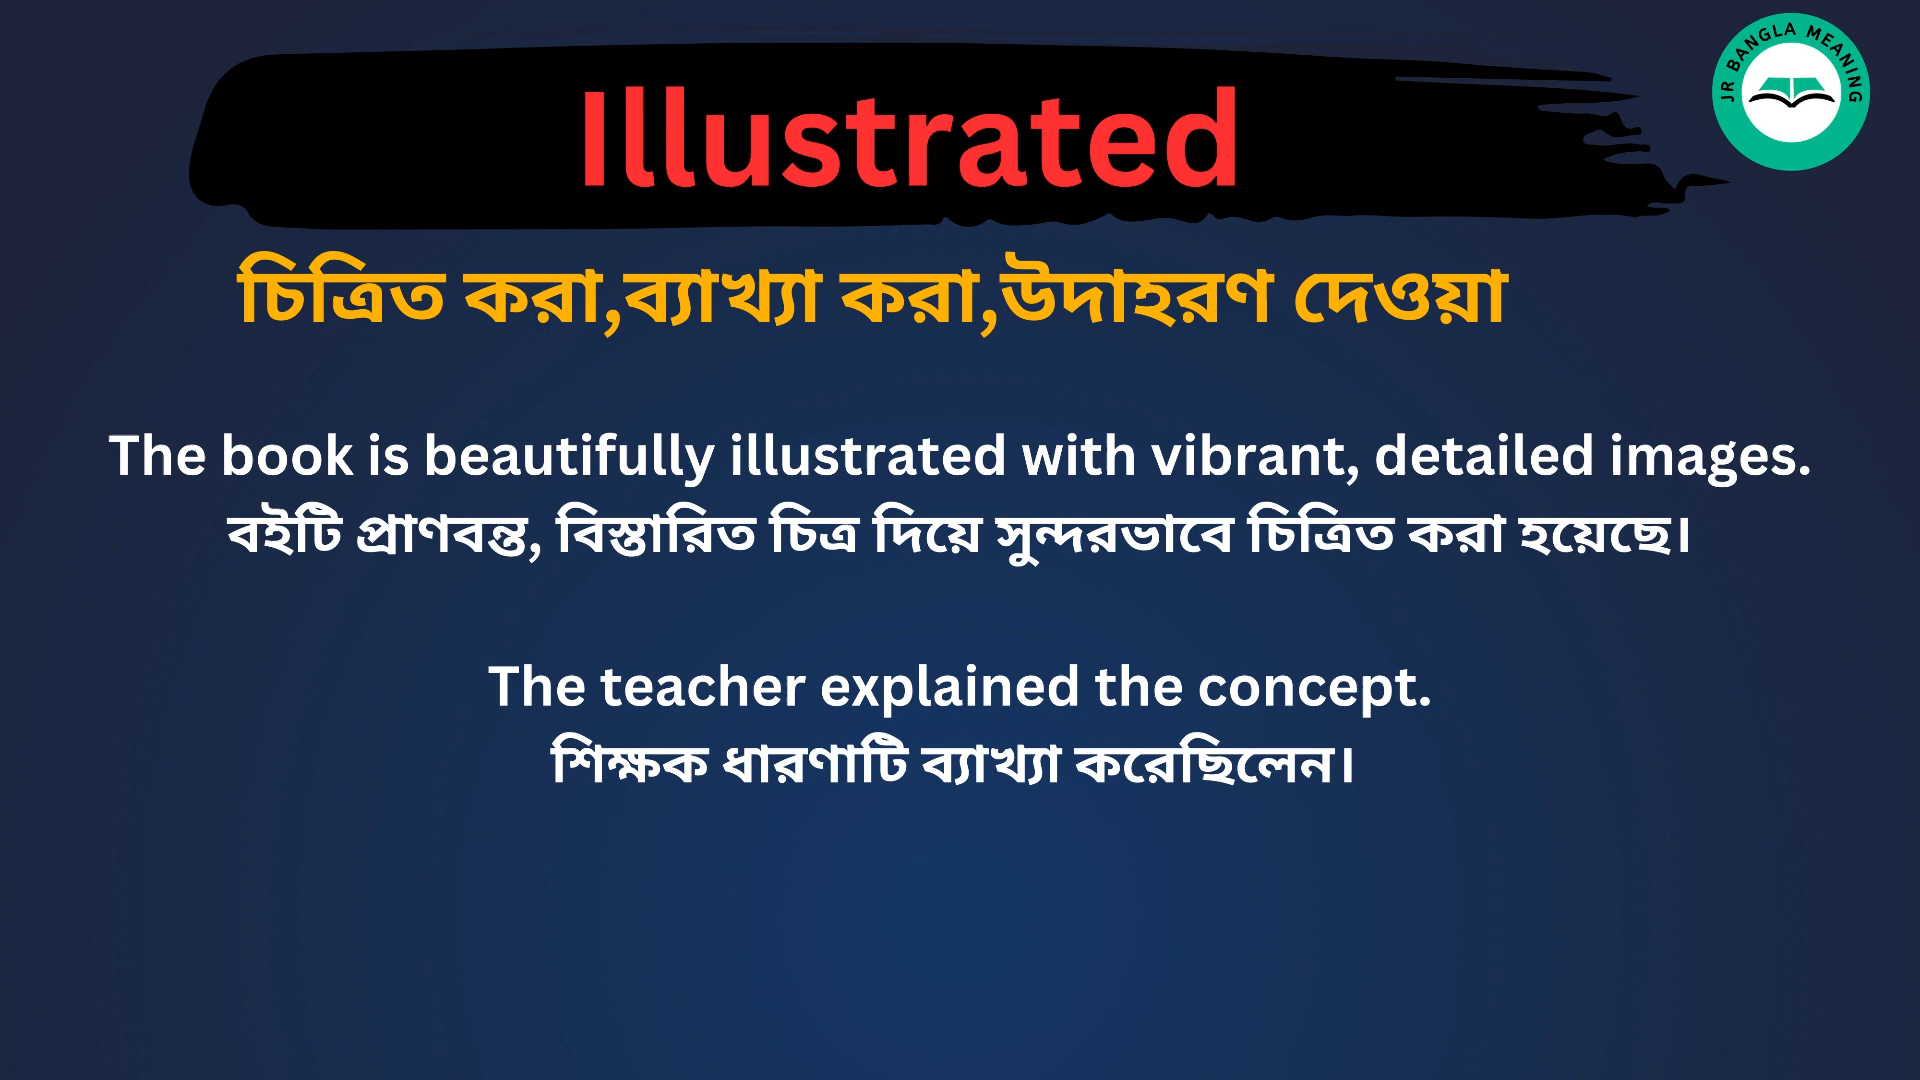 JR BANGLA MEANING
Illustrated
চিত্রিত করা,ব্যাখ্যা করা,উদাহরণ দেওয়া
The book is beautifully illustrated with vibrant, detailed images.
বইটি প্রাণবন্ত, বিস্তারিত চিত্র দিয়ে সুন্দরভাবে চিত্রিত করা হয়েছে।
The teacher explained the concept.
শিক্ষক ধারণাটি ব্যাখ্যা করেছিলেন।